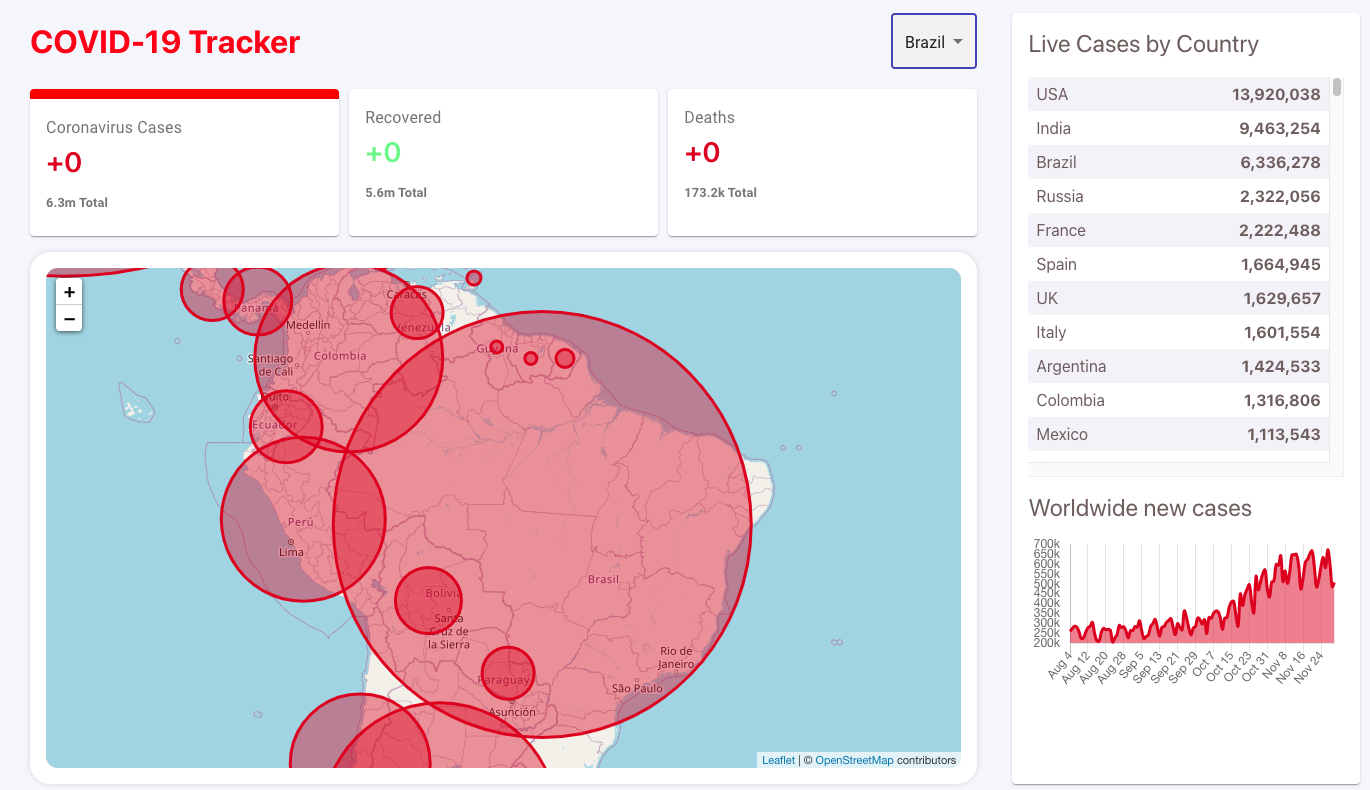 COVID-19 Tracker
Brazil
Coronavirus Cases
+0
6.3m Total
Recovered
+0
5.6m Total
Deaths
+0
173.2k Total
+
−
Caracas
Panamá
Medellín
Venezuela
Guyana
Santiago
de Cali
Colombia
Quito
Ecuador
Perú
Lima
Brasil
Bolivia
Santa
Cruz de
la Sierra
Rio de
Janeiro
Paraguay
São Paulo
Asunción
Leaflet | © OpenStreetMap contributors
Live Cases by Country
USA 13,920,038
India 9,463,254
Brazil 6,336,278
Russia 2,322,056
France 2,222,488
Spain 1,664,945
UK 1,629,657
Italy 1,601,554
Argentina 1,424,533
Colombia 1,316,806
Mexico 1,113,543
Worldwide new cases
700k
650k
600k
550k
500k
450k
400k
350k
300k
250k
200k
Aug 4
Aug 12
Aug 20
Aug 28
Sep 5
Sep 13
Sep 21
Sep 29
Oct 7
Oct 15
Oct 23
Oct 31
Nov 8
Nov 16
Nov 24